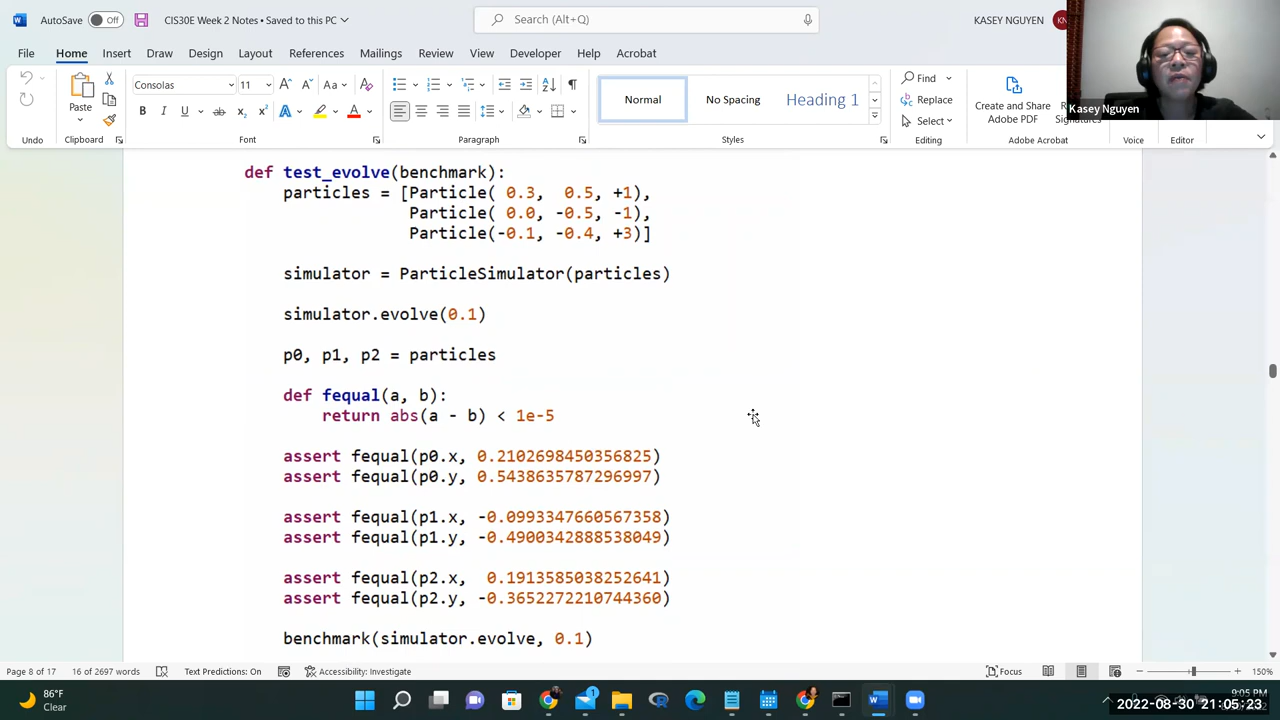 AutoSave Off CIS30E Week 2 Notes • Saved to this PC Search (Alt+Q) KASEY NGUYEN
File Home Insert Draw Design Layout References Mailings Review View Developer Help Acrobat
Kasey Nguyen
Paste Consolas 11 Aa Normal No Spacing Heading 1 Find Replace Select Create and Share Adobe PDF
Undo Clipboard Font Paragraph Styles Editing Adobe Acrobat Voice Editor
def test_evolve(benchmark):
particles = [Particle( 0.3, 0.5, +1),
Particle( 0.0, -0.5, -1),
Particle(-0.1, -0.4, +3)]
simulator = ParticleSimulator(particles)
simulator.evolve(0.1)
p0, p1, p2 = particles
def fequal(a, b):
return abs(a - b) < 1e-5
assert fequal(p0.x, 0.2102698450356825)
assert fequal(p0.y, 0.5438635787296997)
assert fequal(p1.x, -0.0993347660567358)
assert fequal(p1.y, -0.4900342888538049)
assert fequal(p2.x, 0.1913585038252641)
assert fequal(p2.y, -0.3652272210744360)
benchmark(simulator.evolve, 0.1)
Page 8 of 17 16 of 2697 words Text Predictions: On Accessibility: Investigate Focus 150%
86°F
Clear
9:05 PM
2022-08-30 21:05:23